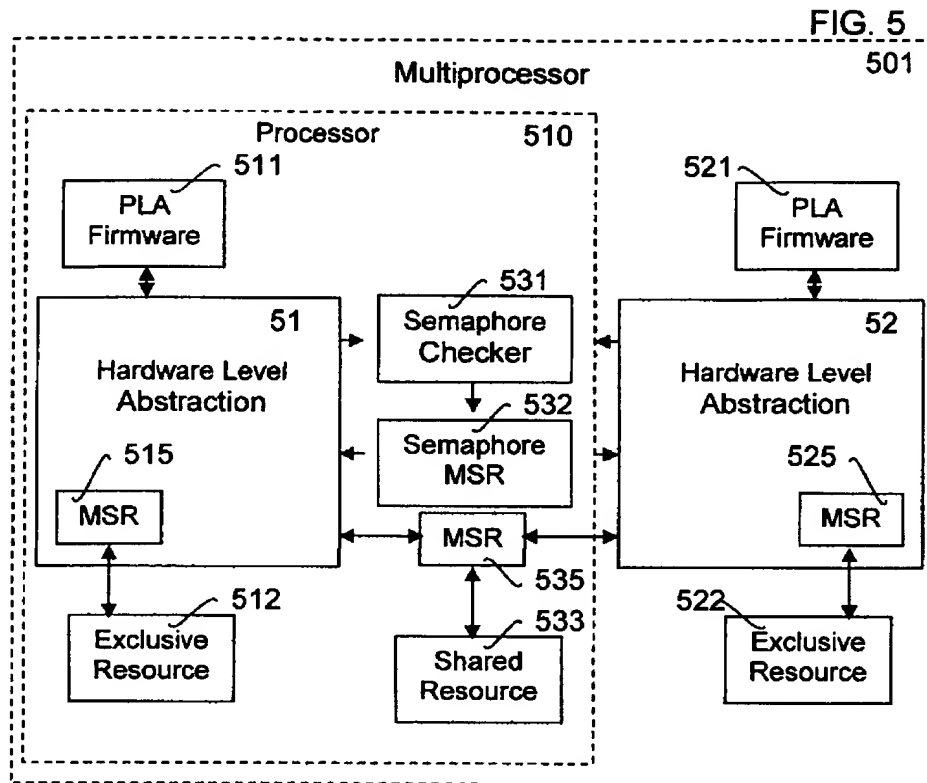 FIG. 5
501
Multiprocessor
Processor
510
511
PLA
Firmware
521
PLA
Firmware
51
Hardware Level
Abstraction
531
Semaphore
Checker
52
Hardware Level
Abstraction
532
Semaphore
MSR
515
MSR
525
MSR
MSR
535
512
Exclusive
Resource
533
Shared
Resource
522
Exclusive
Resource